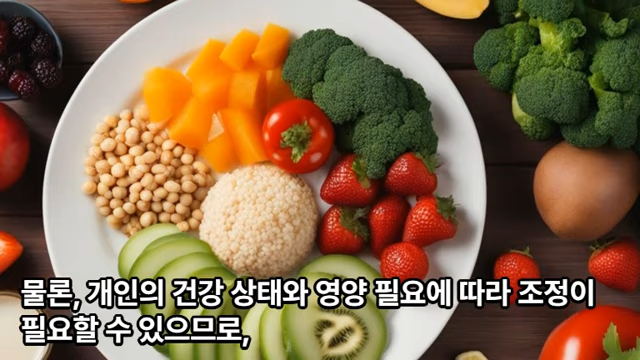 물론, 개인의 건강 상태와 영양 필요에 따라 조정이
필요할 수 있으므로,